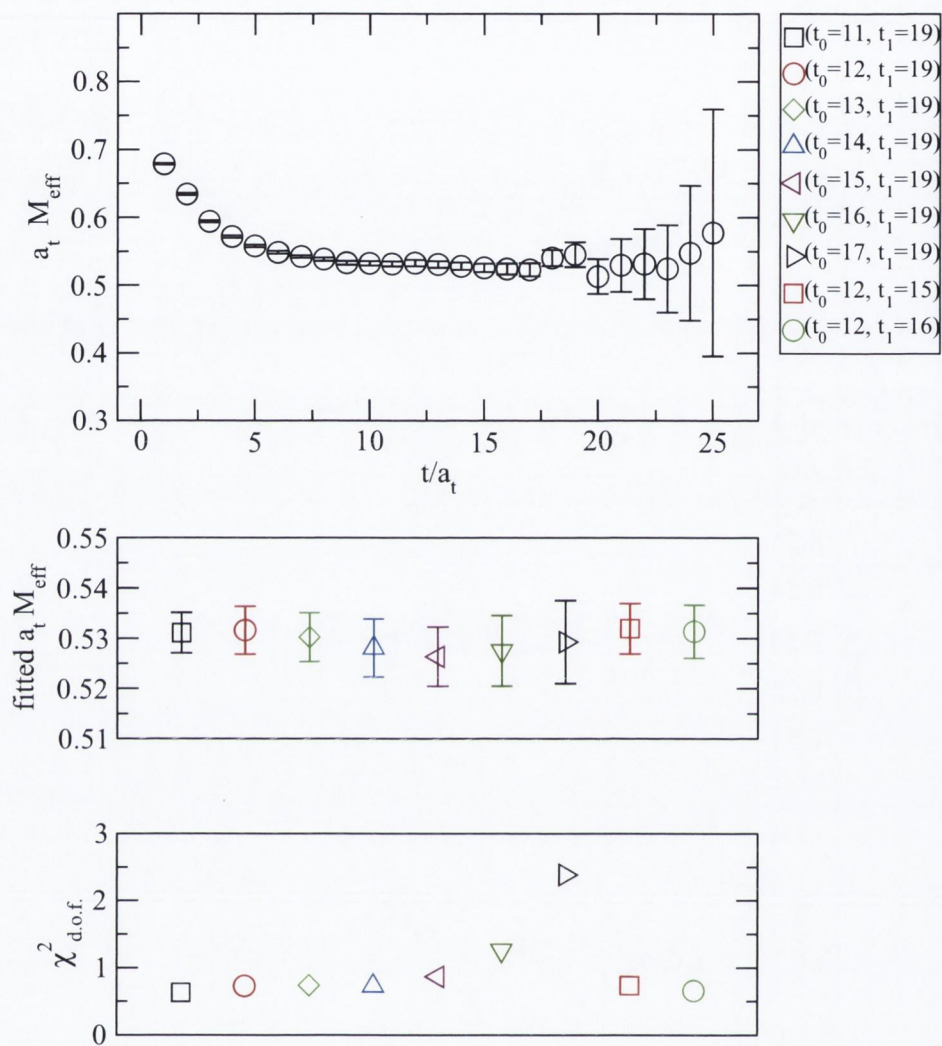 0.8
0.7
0.6
0.5
0.4
0.3
a_t M_eff
0 5 10 15 20 25
t/a_t
(t_0=11, t_1=19)
(t_0=12, t_1=19)
(t_0=13, t_1=19)
(t_0=14, t_1=19)
(t_0=15, t_1=19)
(t_0=16, t_1=19)
(t_0=17, t_1=19)
(t_0=12, t_1=15)
(t_0=12, t_1=16)
0.55
0.54
0.53
0.52
0.51
fitted a_t M_eff
3
2
1
0
χ^2_d.o.f.